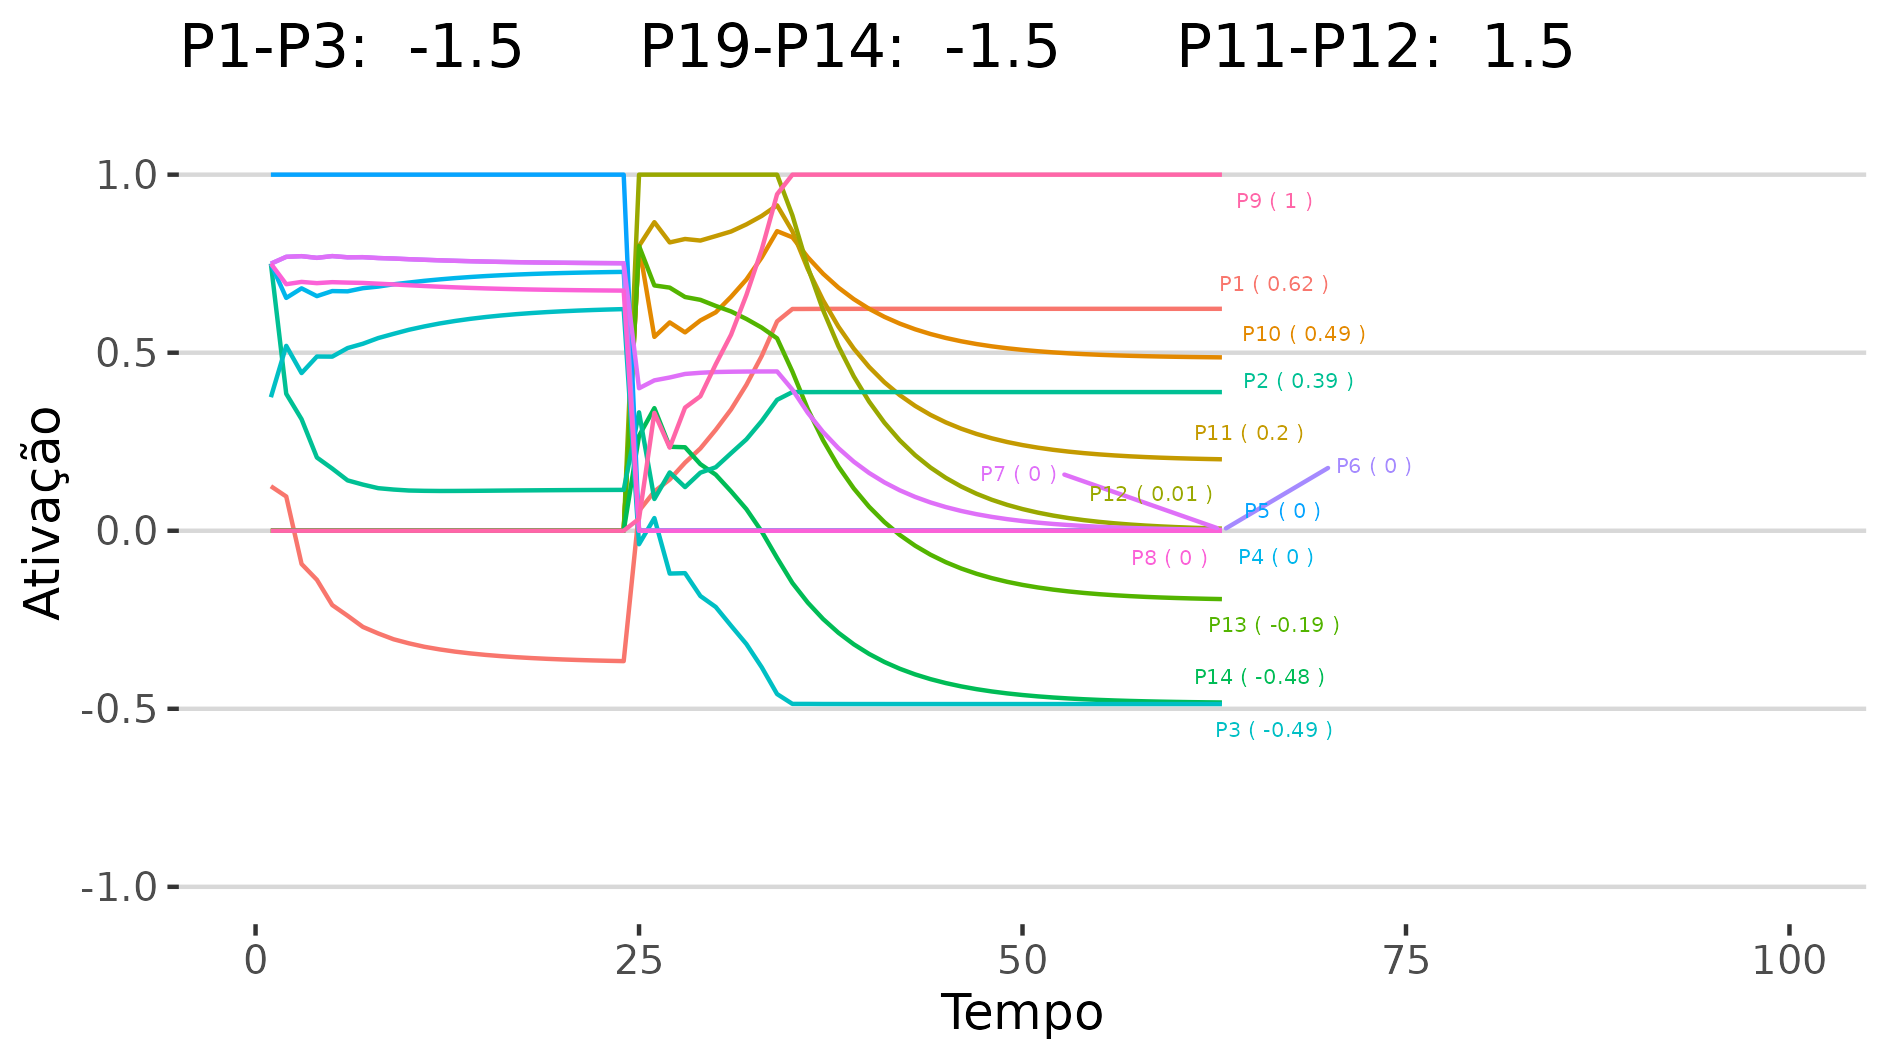 P1-P3:  -1.5       P19-P14:  -1.5       P11-P12:  1.5
Ativação
1.0
0.5
0.0
-0.5
-1.0
P9 ( 1 )
P1 ( 0.62 )
P10 ( 0.49 )
P2 ( 0.39 )
P11 ( 0.2 )
P7 ( 0 )
P6 ( 0 )
P12 ( 0.01 )
P5 ( 0 )
P8 ( 0 )
P4 ( 0 )
P13 ( -0.19 )
P14 ( -0.48 )
P3 ( -0.49 )
0 25 50 75 100
Tempo